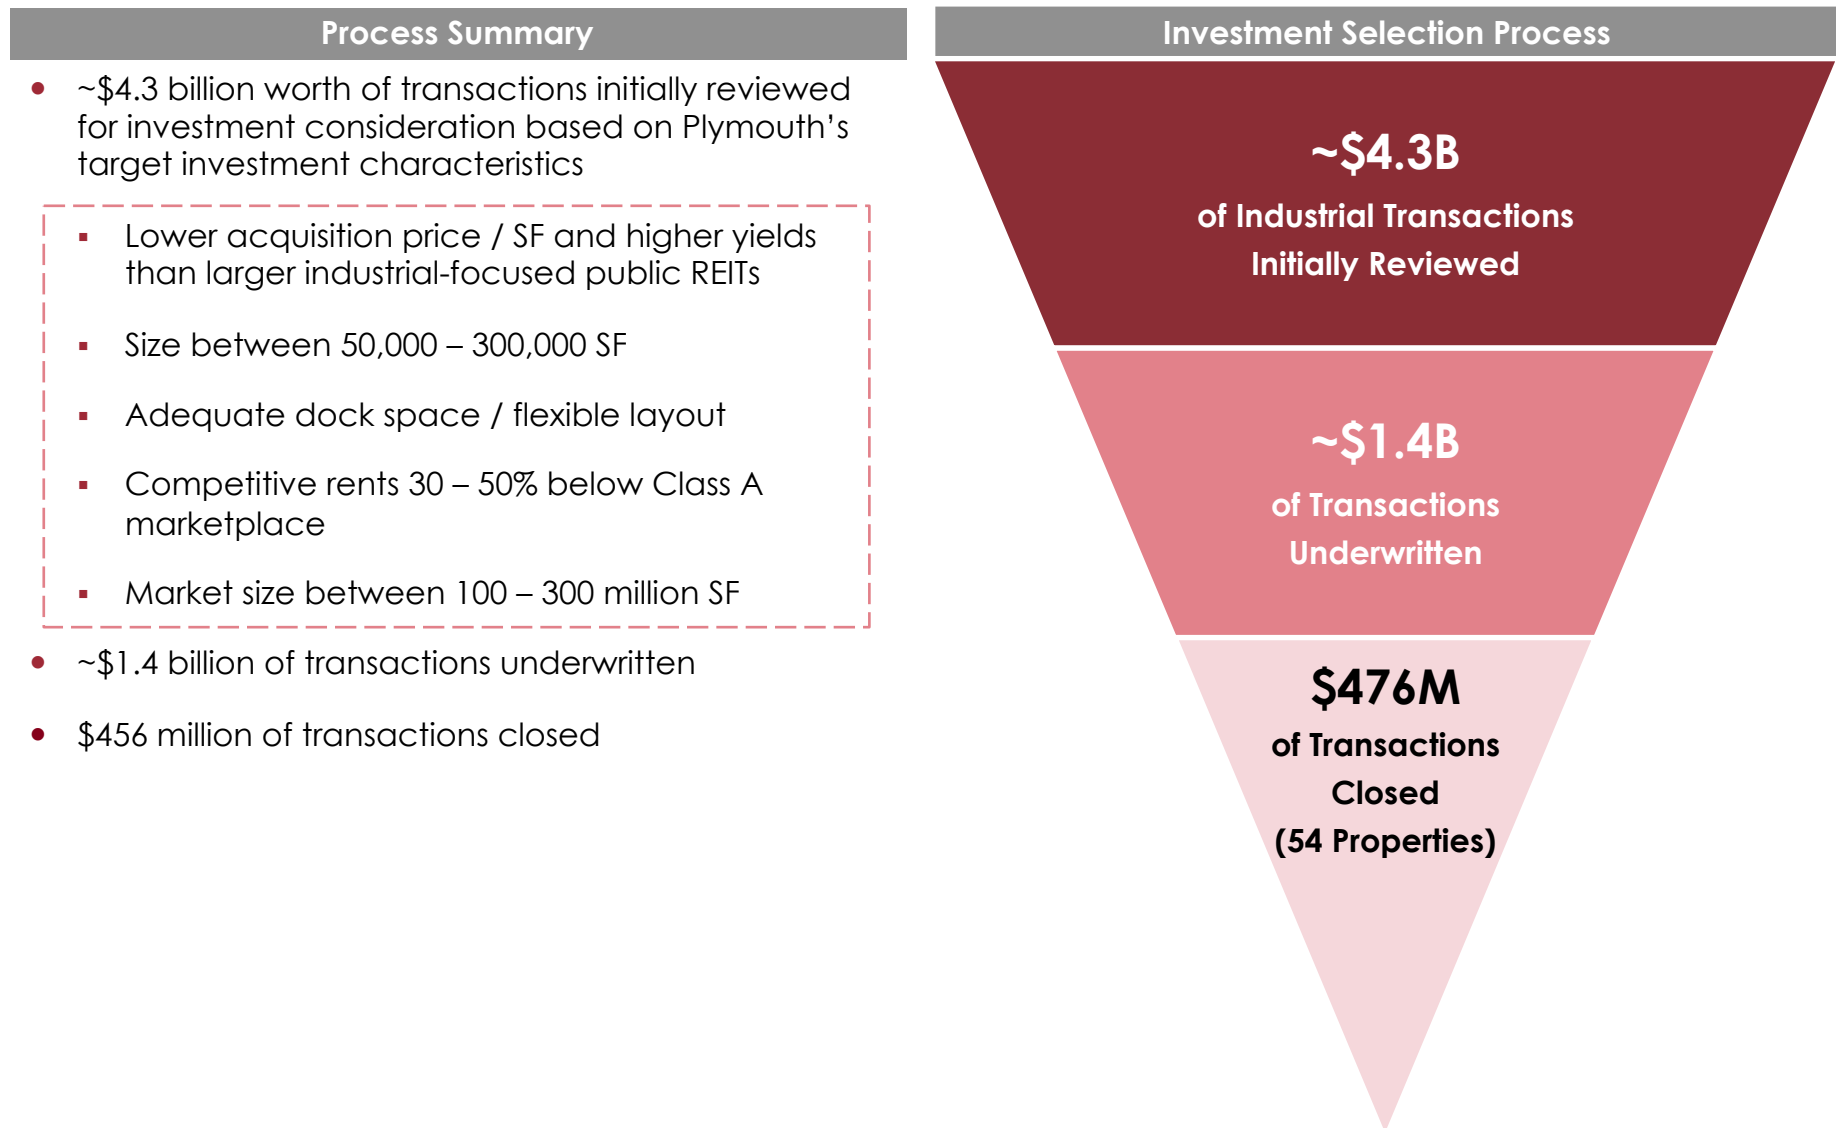 Process Summary
~$4.3 billion worth of transactions initially reviewed
for investment consideration based on Plymouth’s
target investment characteristics
Lower acquisition price / SF and higher yields
than larger industrial-focused public REITs
Size between 50,000 – 300,000 SF
Adequate dock space / flexible layout
Competitive rents 30 – 50% below Class A
marketplace
Market size between 100 – 300 million SF
~$1.4 billion of transactions underwritten
$456 million of transactions closed
Investment Selection Process
~$4.3B
of Industrial Transactions
Initially Reviewed
~$1.4B
of Transactions
Underwritten
$476M
of Transactions
Closed
(54 Properties)